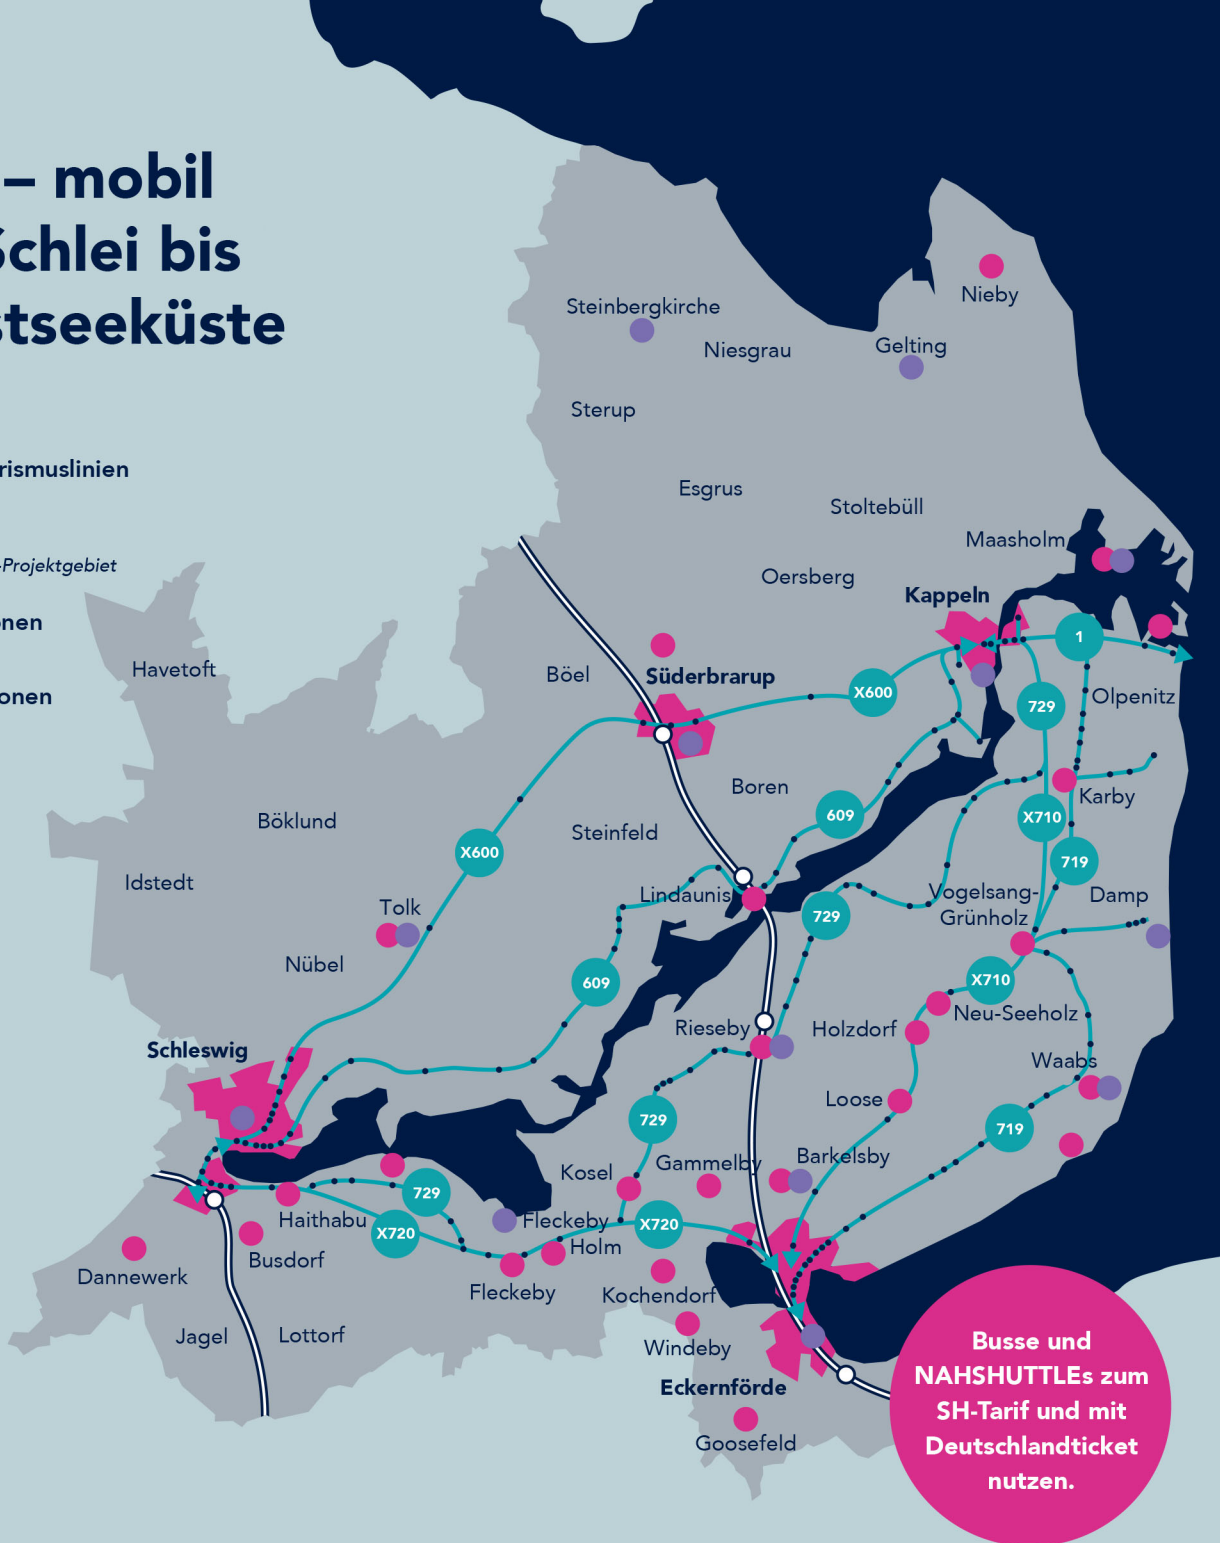 – mobil
Schlei bis
stseeküste
rismuslinien
-Projektgebiet
onen
onen
Nieby
Steinbergkirche
Niesgrau
Gelting
Sterup
Esgrus
Stoltebüll
Maasholm
Oersberg
Kappeln
1
Havetoft
Böel
Süderbrarup
X600
729
Olpenitz
Boren
Karby
Böklund
Steinfeld
609
X710
X600
719
Idstedt
Lindaunis
Vogelsang-
Grünholz
Damp
Tolk
729
Nübel
609
X710
Rieseby
Holzdorf
Neu-Seeholz
Schleswig
Waabs
Loose
729
719
Kosel
Gammelby
Barkelsby
729
Haithabu
X720
Fleckeby
X720
Holm
Busdorf
Dannewerk
Fleckeby
Kochendorf
Jagel
Lottorf
Windeby
Eckernförde
Goosefeld
Busse und
NAHSHUTTLEs zum
SH-Tarif und mit
Deutschlandticket
nutzen.